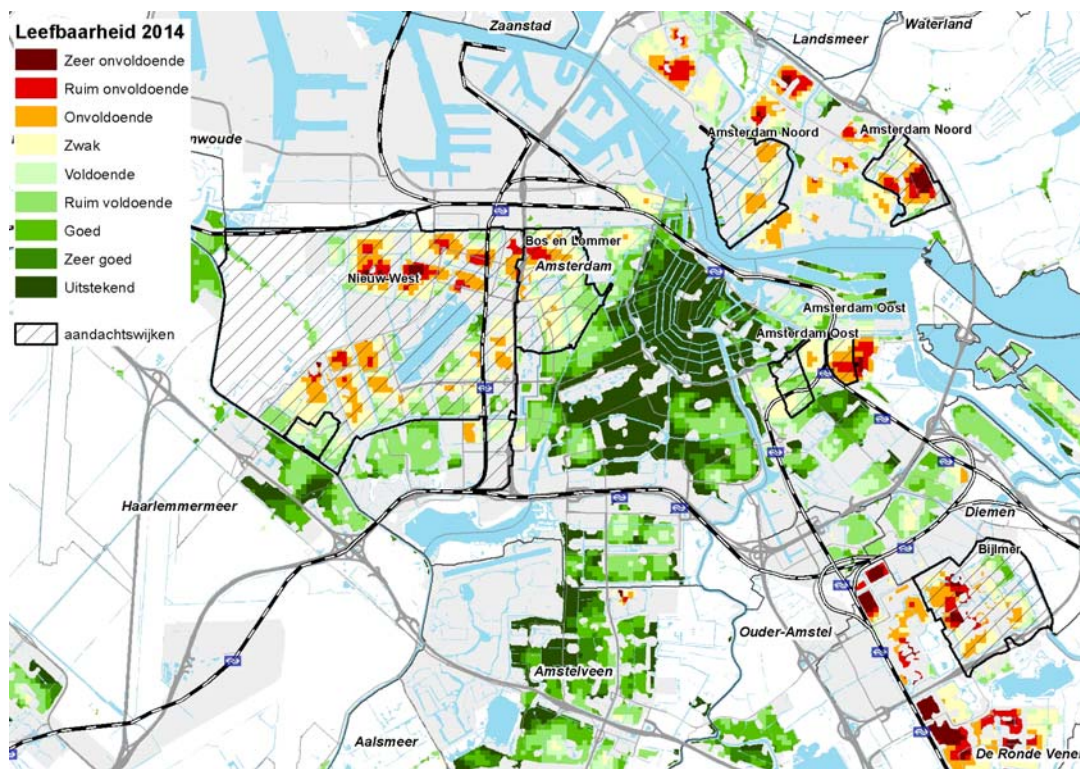 Leefbaarheid 2014
Zeer onvoldoende
Ruim onvoldoende
Onvoldoende
Zwak
Voldoende
Ruim voldoende
Goed
Zeer goed
Uitstekend
aandachtswijken
Zaanstad
Waterland
Landsmeer
nwoude
Amsterdam Noord
Amsterdam Noord
Bos en Lommer
Amsterdam
Nieuw-West
Amsterdam Oost
Amsterdam Oost
Haarlemmermeer
Diemen
Bijlmer
Ouder-Amstel
Amstelveen
Aalsmeer
De Ronde Vene